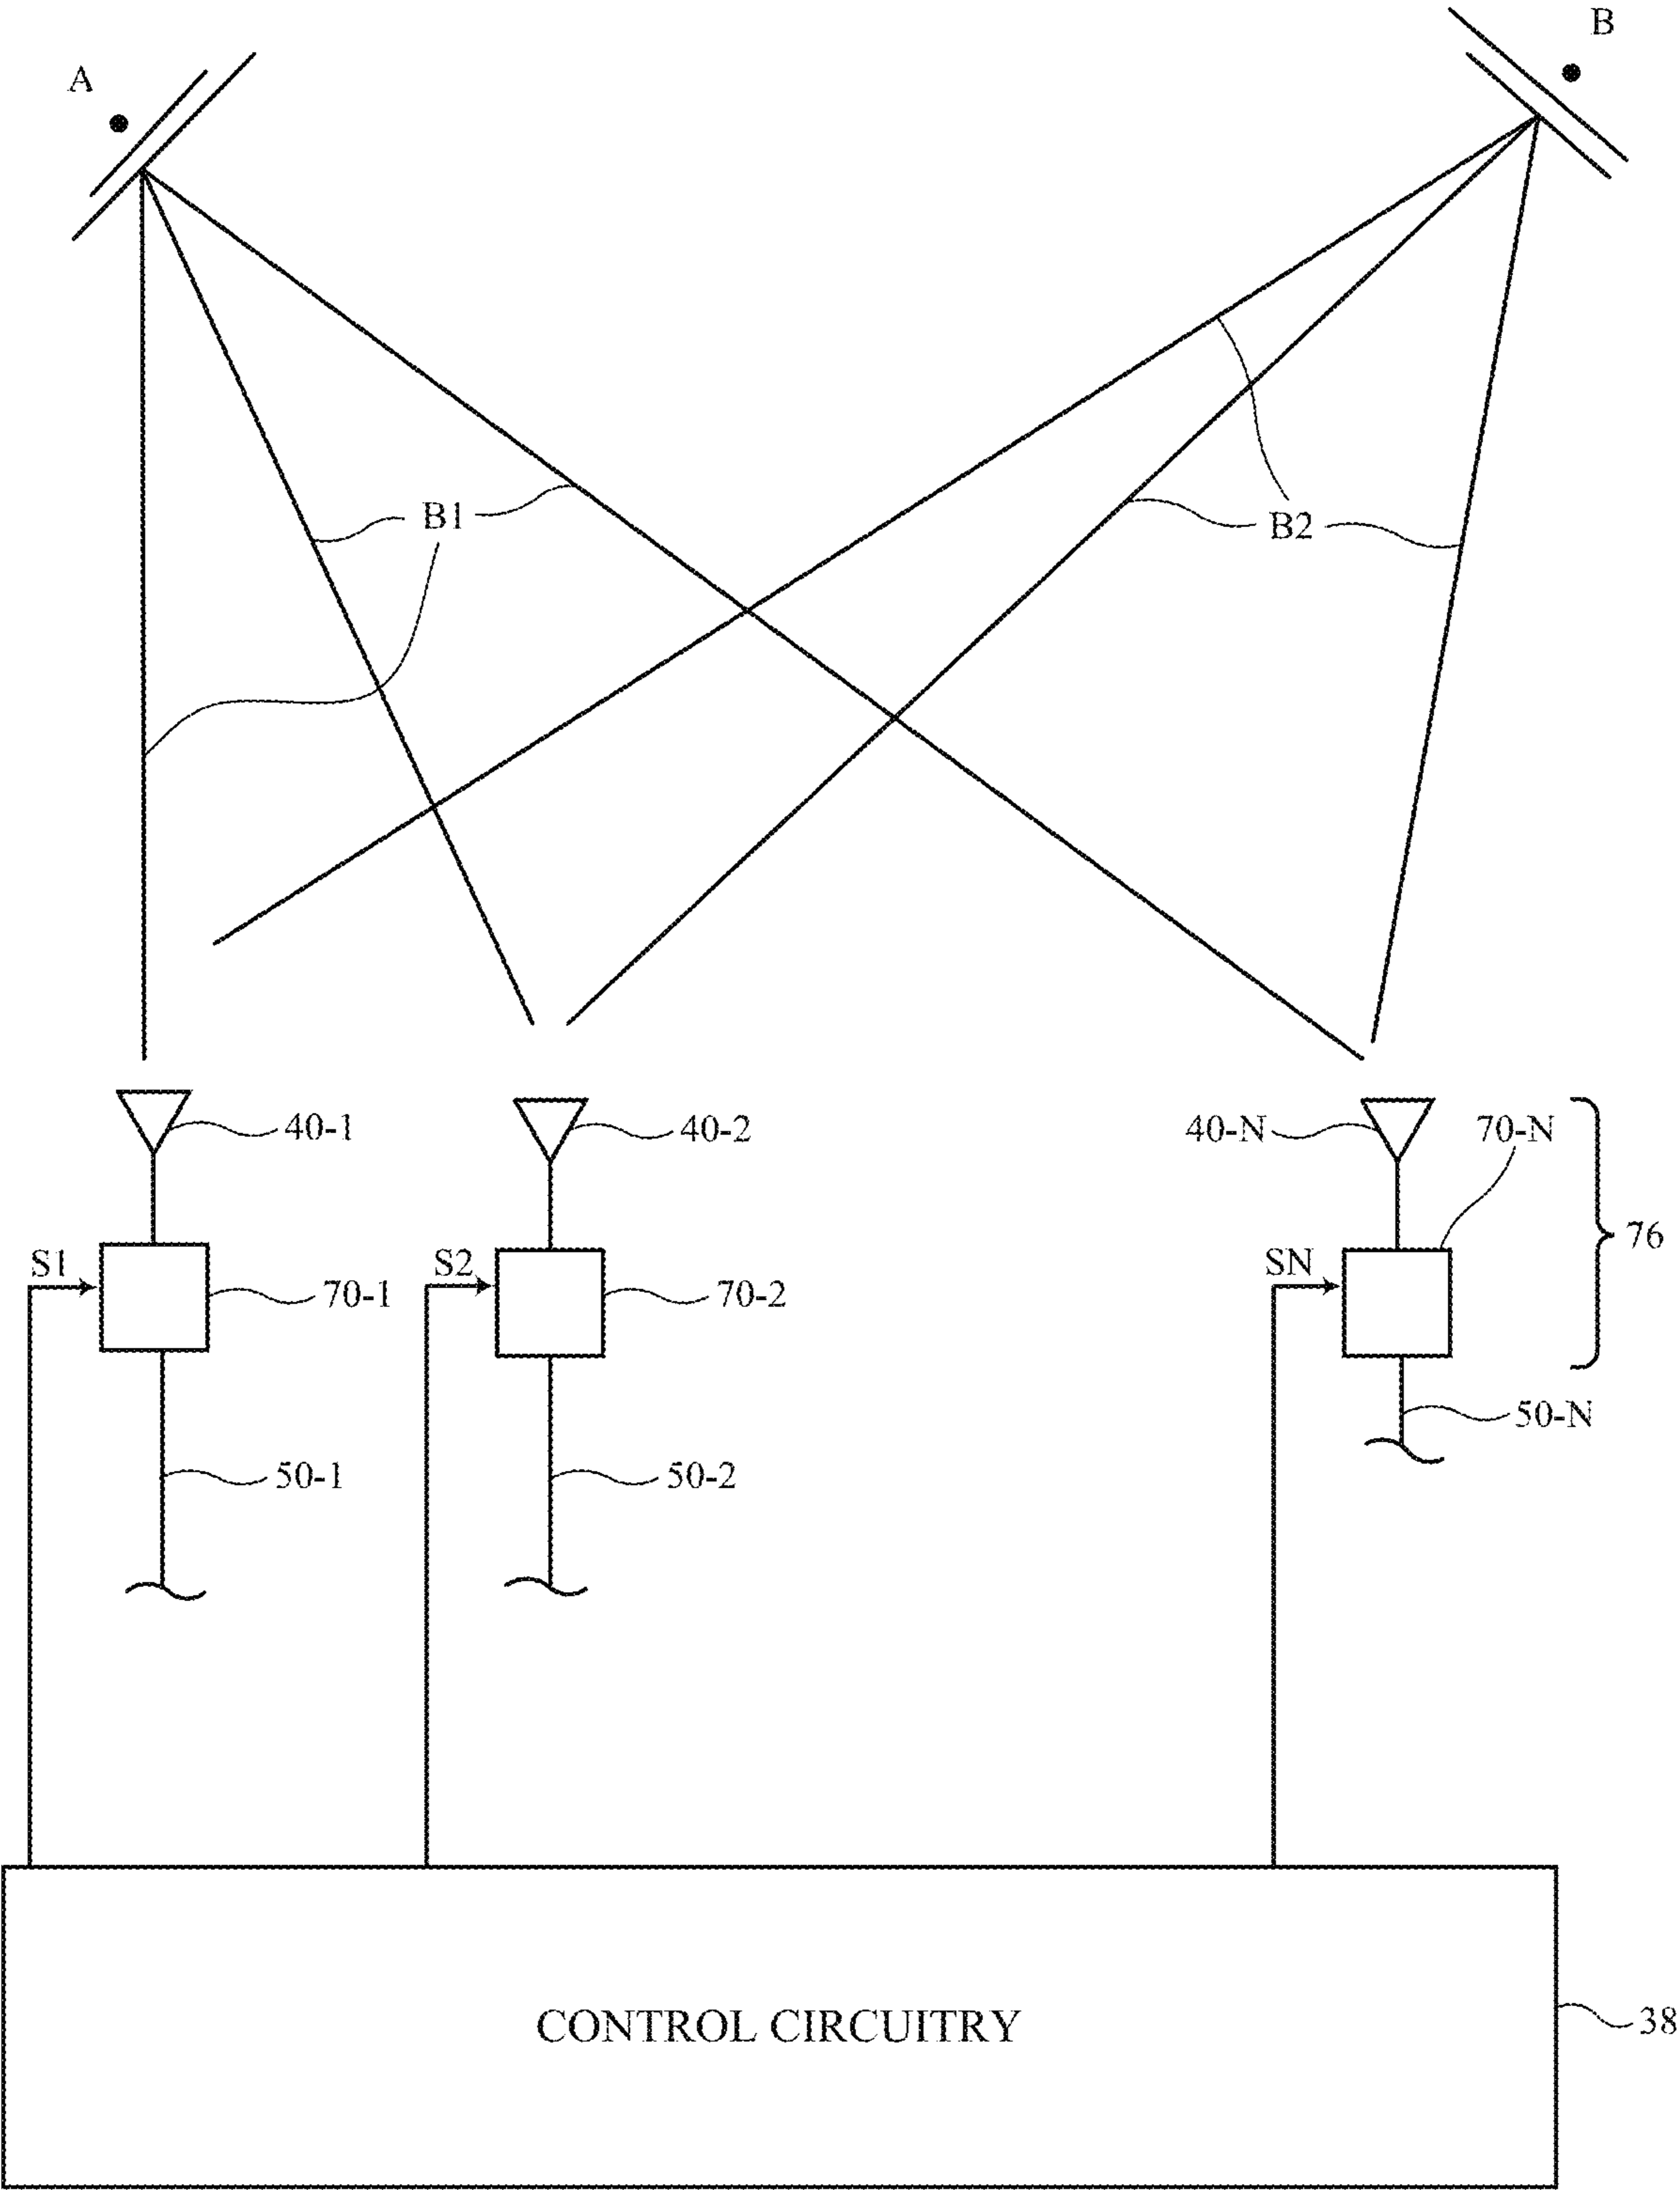 B
A
B1
B2
40-1
40-2
40-N
70-N
76
S1
S2
SN
70-1
70-2
50-N
50-1
50-2
CONTROL CIRCUITRY
38